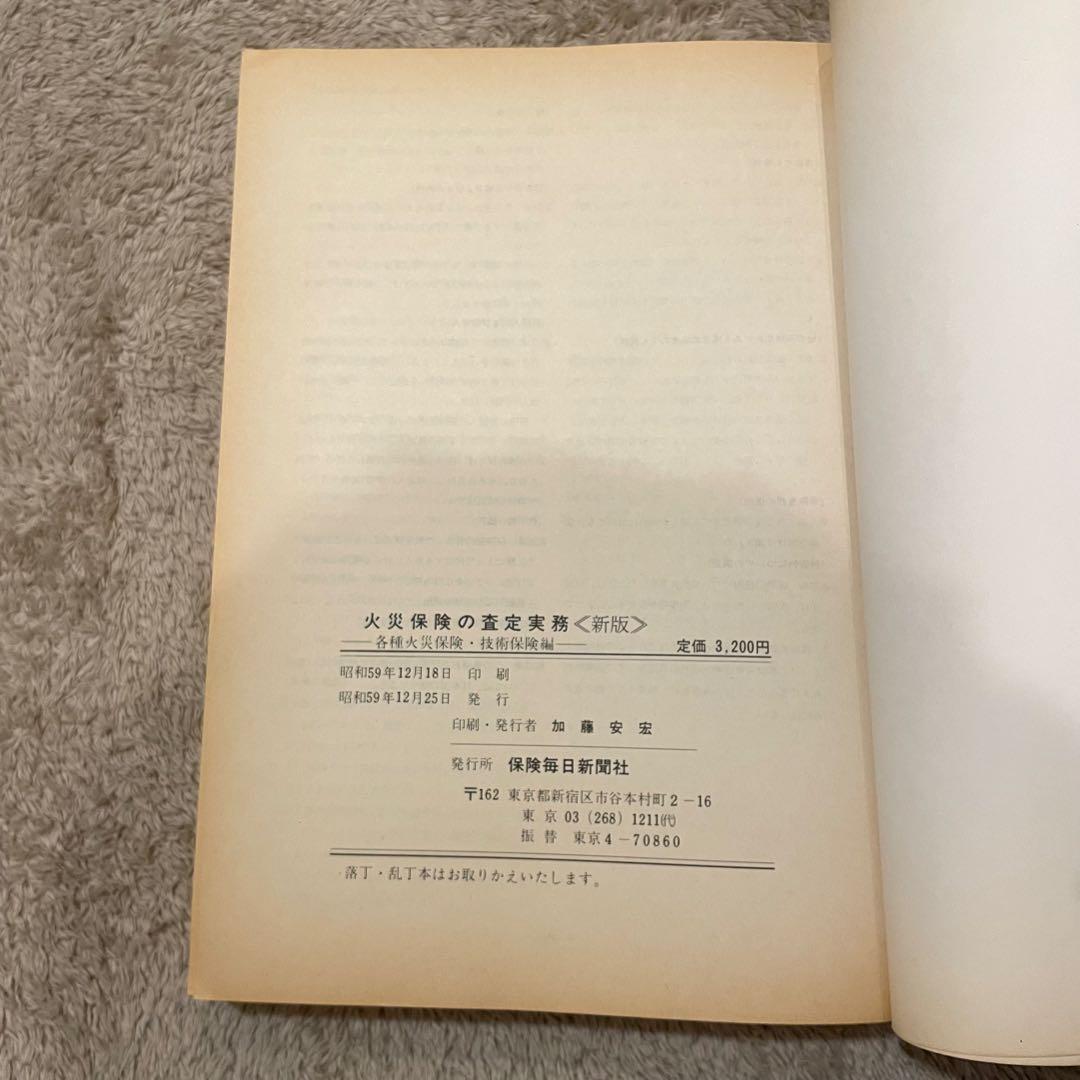 火災保険の査定実務《新版》
——各種火災保険・技術保険編——
定価 3,200円
昭和59年12月18日 印刷
昭和59年12月25日 発行
印刷・発行者 加藤安宏
発行所 保険毎日新聞社
〒162 東京都新宿区市谷本村町2-16
東京 03(268)1211㈹
振替 東京4-70860
落丁・乱丁本はお取りかえいたします。